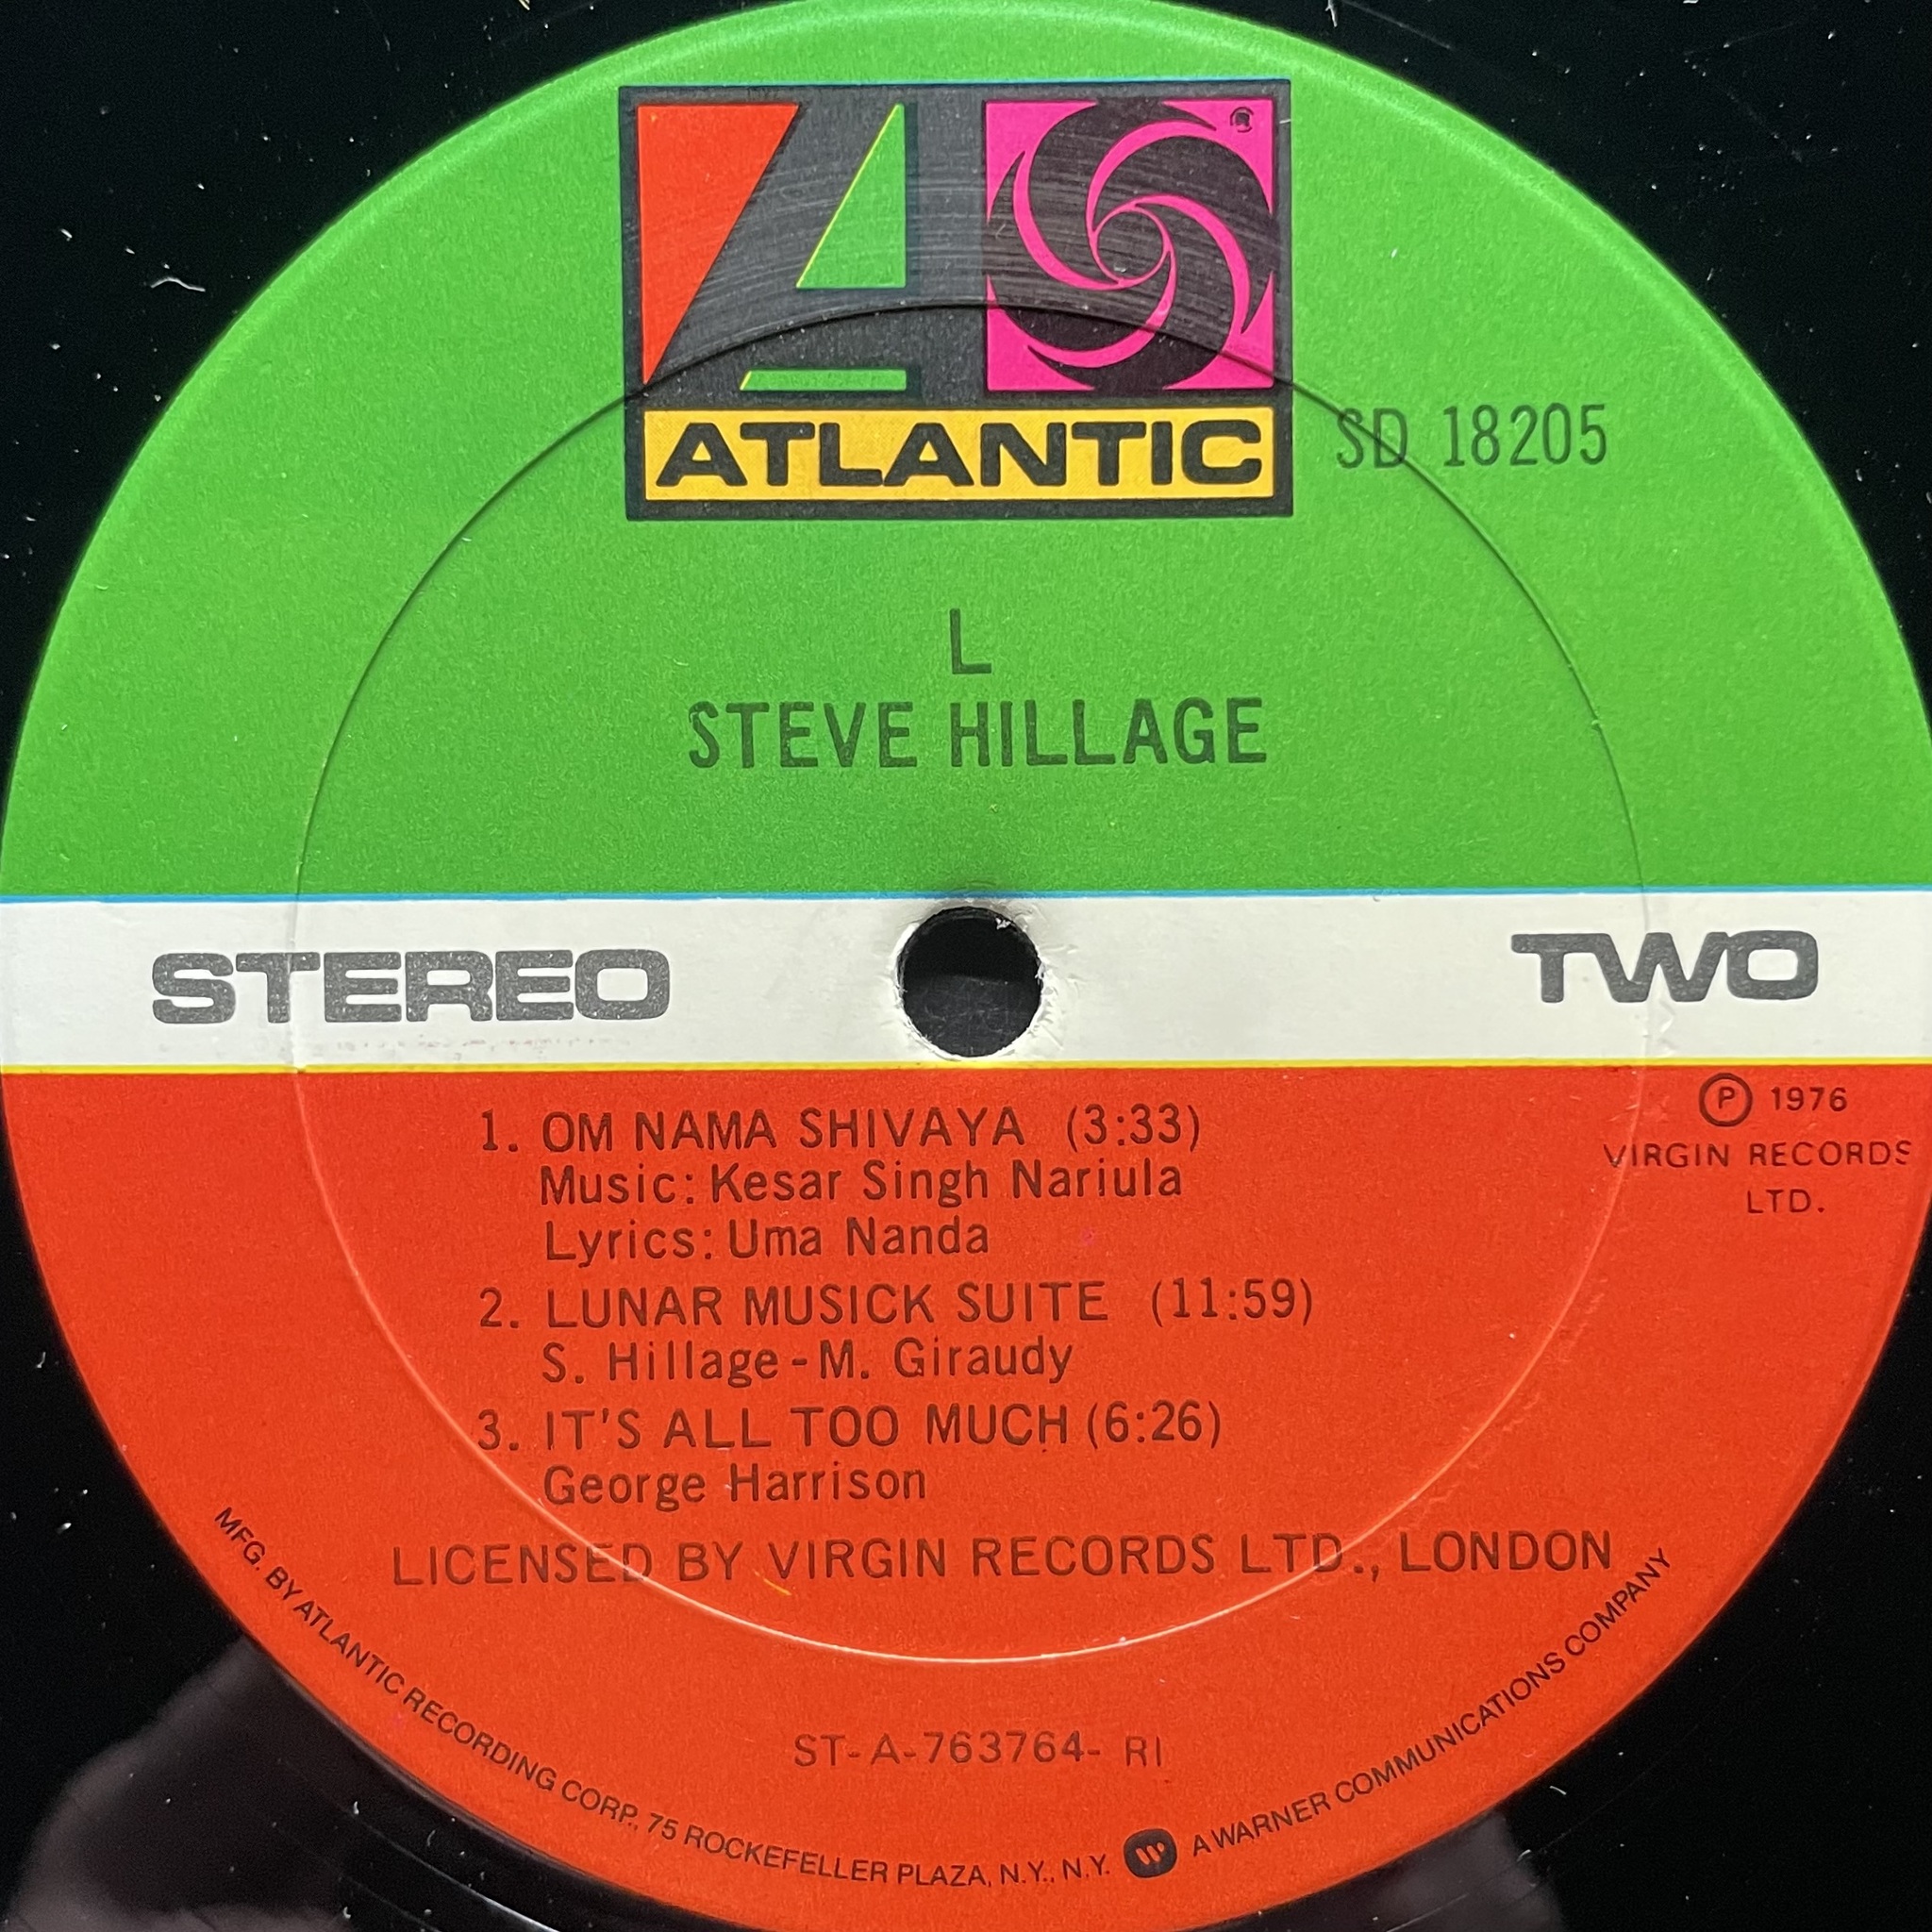 ATLANTIC
®
SD 18205
L
STEVE HILLAGE
STEREO
TWO
℗ 1976
VIRGIN RECORDS
LTD.
1. OM NAMA SHIVAYA (3:33)
Music: Kesar Singh Nariula
Lyrics: Uma Nanda
2. LUNAR MUSICK SUITE (11:59)
S. Hillage - M. Giraudy
3. IT'S ALL TOO MUCH (6:26)
George Harrison
LICENSED BY VIRGIN RECORDS LTD., LONDON
ST-A-763764- RI
MFG. BY ATLANTIC RECORDING CORP., 75 ROCKEFELLER PLAZA, N.Y., N.Y. W A WARNER COMMUNICATIONS COMPANY